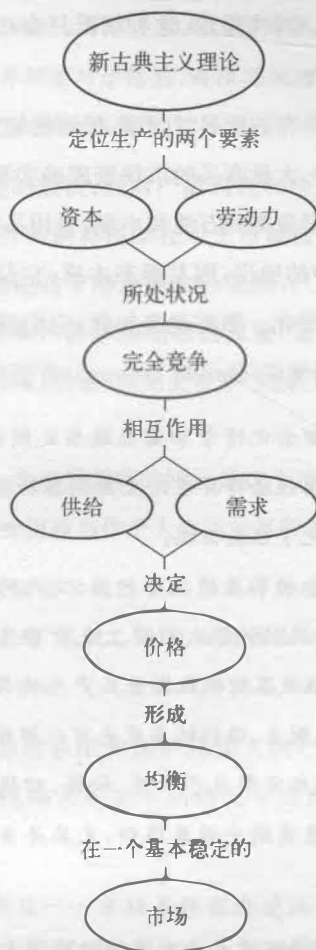 新古典主义理论
定位生产的两个要素
资本 劳动力
所处状况
完全竞争
相互作用
供给 需求
决定
价格
形成
均衡
在一个基本稳定的
市场